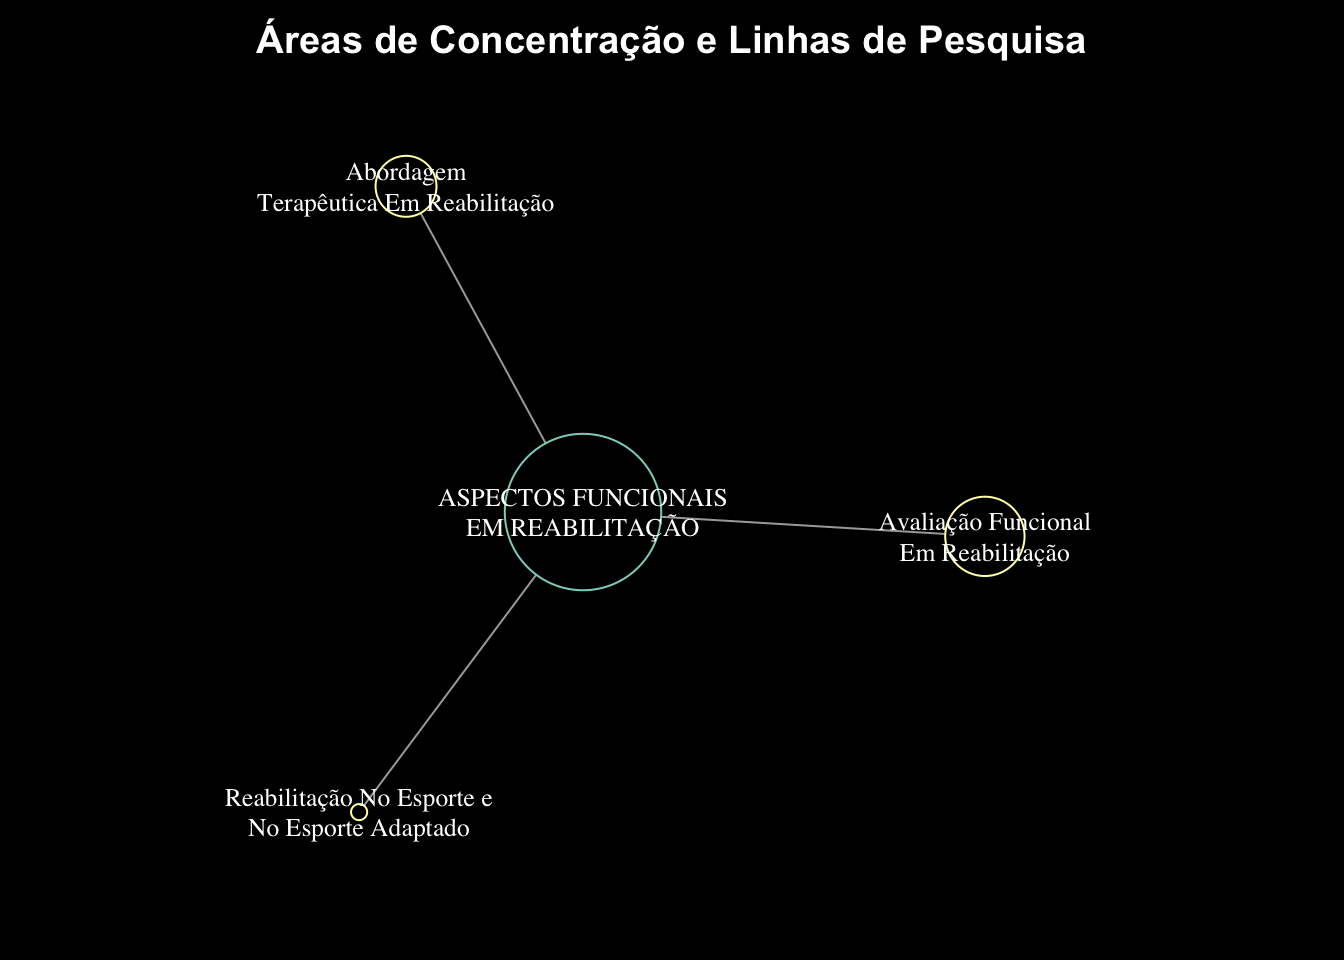 Áreas de Concentração e Linhas de Pesquisa
Abordagem
Terapêutica Em Reabilitação
ASPECTOS FUNCIONAIS
EM REABILITAÇÃO
Avaliação Funcional
Em Reabilitação
Reabilitação No Esporte e
No Esporte Adaptado